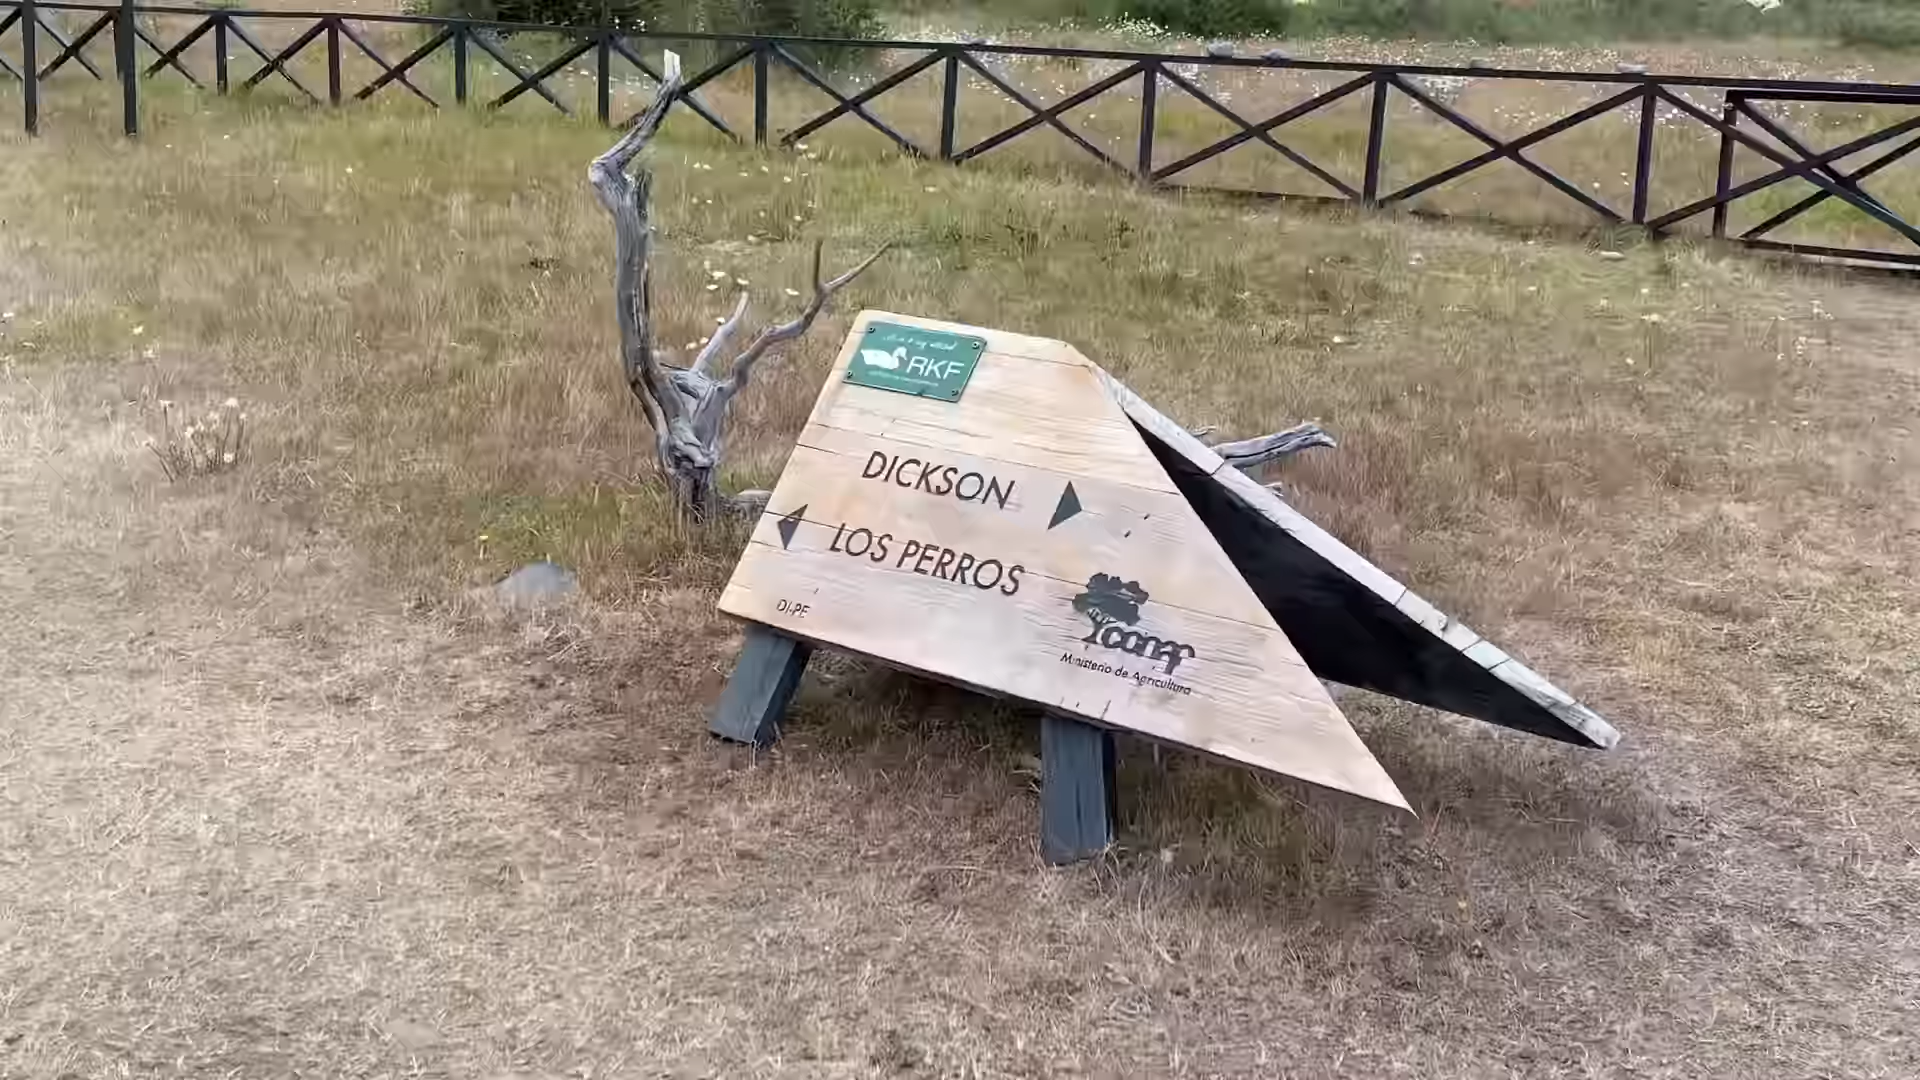 RKF
DICKSON
LOS PERROS
DI-PE
conaf
Ministerio de Agricultura